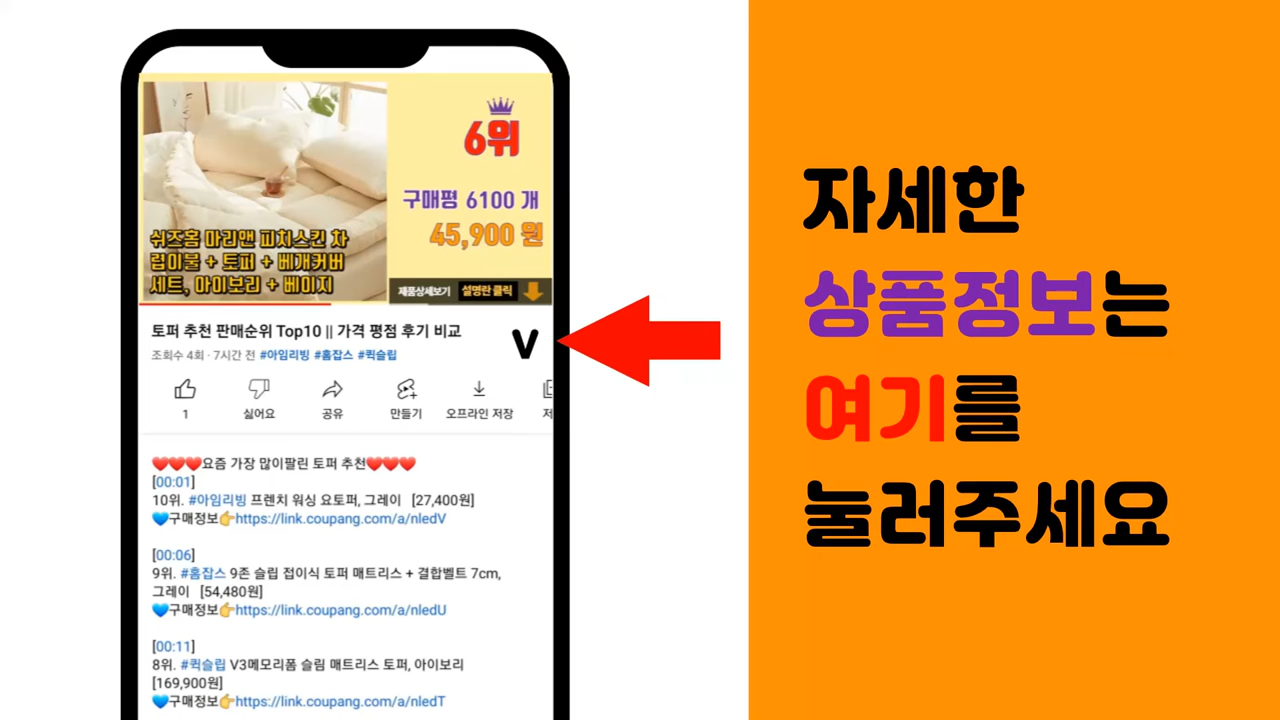 6위
구매평 6100 개
45,900 원
쉬즈홈 마리앤 피치스킨 차
렵이불 + 토퍼 + 베개커버
세트, 아이보리 + 베이지
제품상세보기 설명란 클릭
토퍼 추천 판매순위 Top10 || 가격 평점 후기 비교
V
조회수 4회 · 7시간 전 #아임리빙 #홈잡스 #퀵슬립
1 싫어요 공유 만들기 오프라인 저장 저
❤️❤️❤️요즘 가장 많이팔린 토퍼 추천❤️❤️❤️
[00:01]
10위. #아임리빙 프렌치 워싱 요토퍼, 그레이 [27,400원]
💙구매정보👉https://link.coupang.com/a/nledV
[00:06]
9위. #홈잡스 9존 슬립 접이식 토퍼 매트리스 + 결합벨트 7cm,
그레이 [54,480원]
💙구매정보👉https://link.coupang.com/a/nledU
[00:11]
8위. #퀵슬립 V3메모리폼 슬림 매트리스 토퍼, 아이보리
[169,900원]
💙구매정보👉https://link.coupang.com/a/nledT
자세한
상품정보는
여기를
눌러주세요